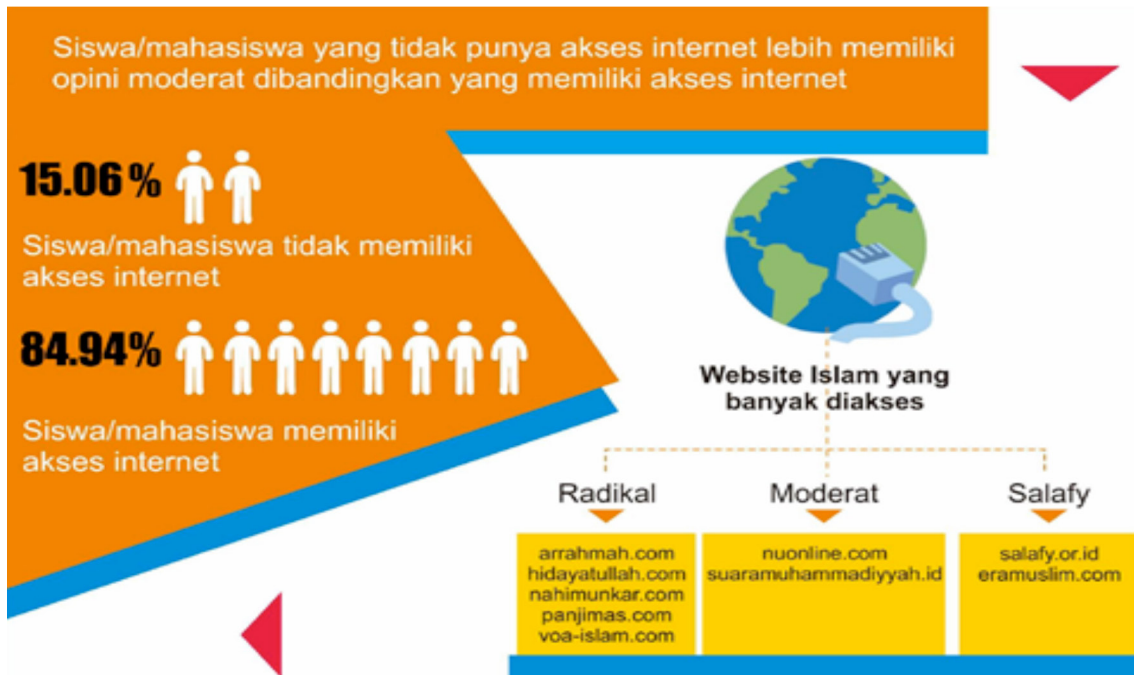 Siswa/mahasiswa yang tidak punya akses internet lebih memiliki
opini moderat dibandingkan yang memiliki akses internet
15.06%
Siswa/mahasiswa tidak memiliki
akses internet
84.94%
Siswa/mahasiswa memiliki
akses internet
Website Islam yang
banyak diakses
Radikal
arrahmah.com
hidayatullah.com
nahimunkar.com
panjimas.com
voa-islam.com
Moderat
nuonline.com
suaramuhammadiyyah.id
Salafy
salafy.or.id
eramuslim.com